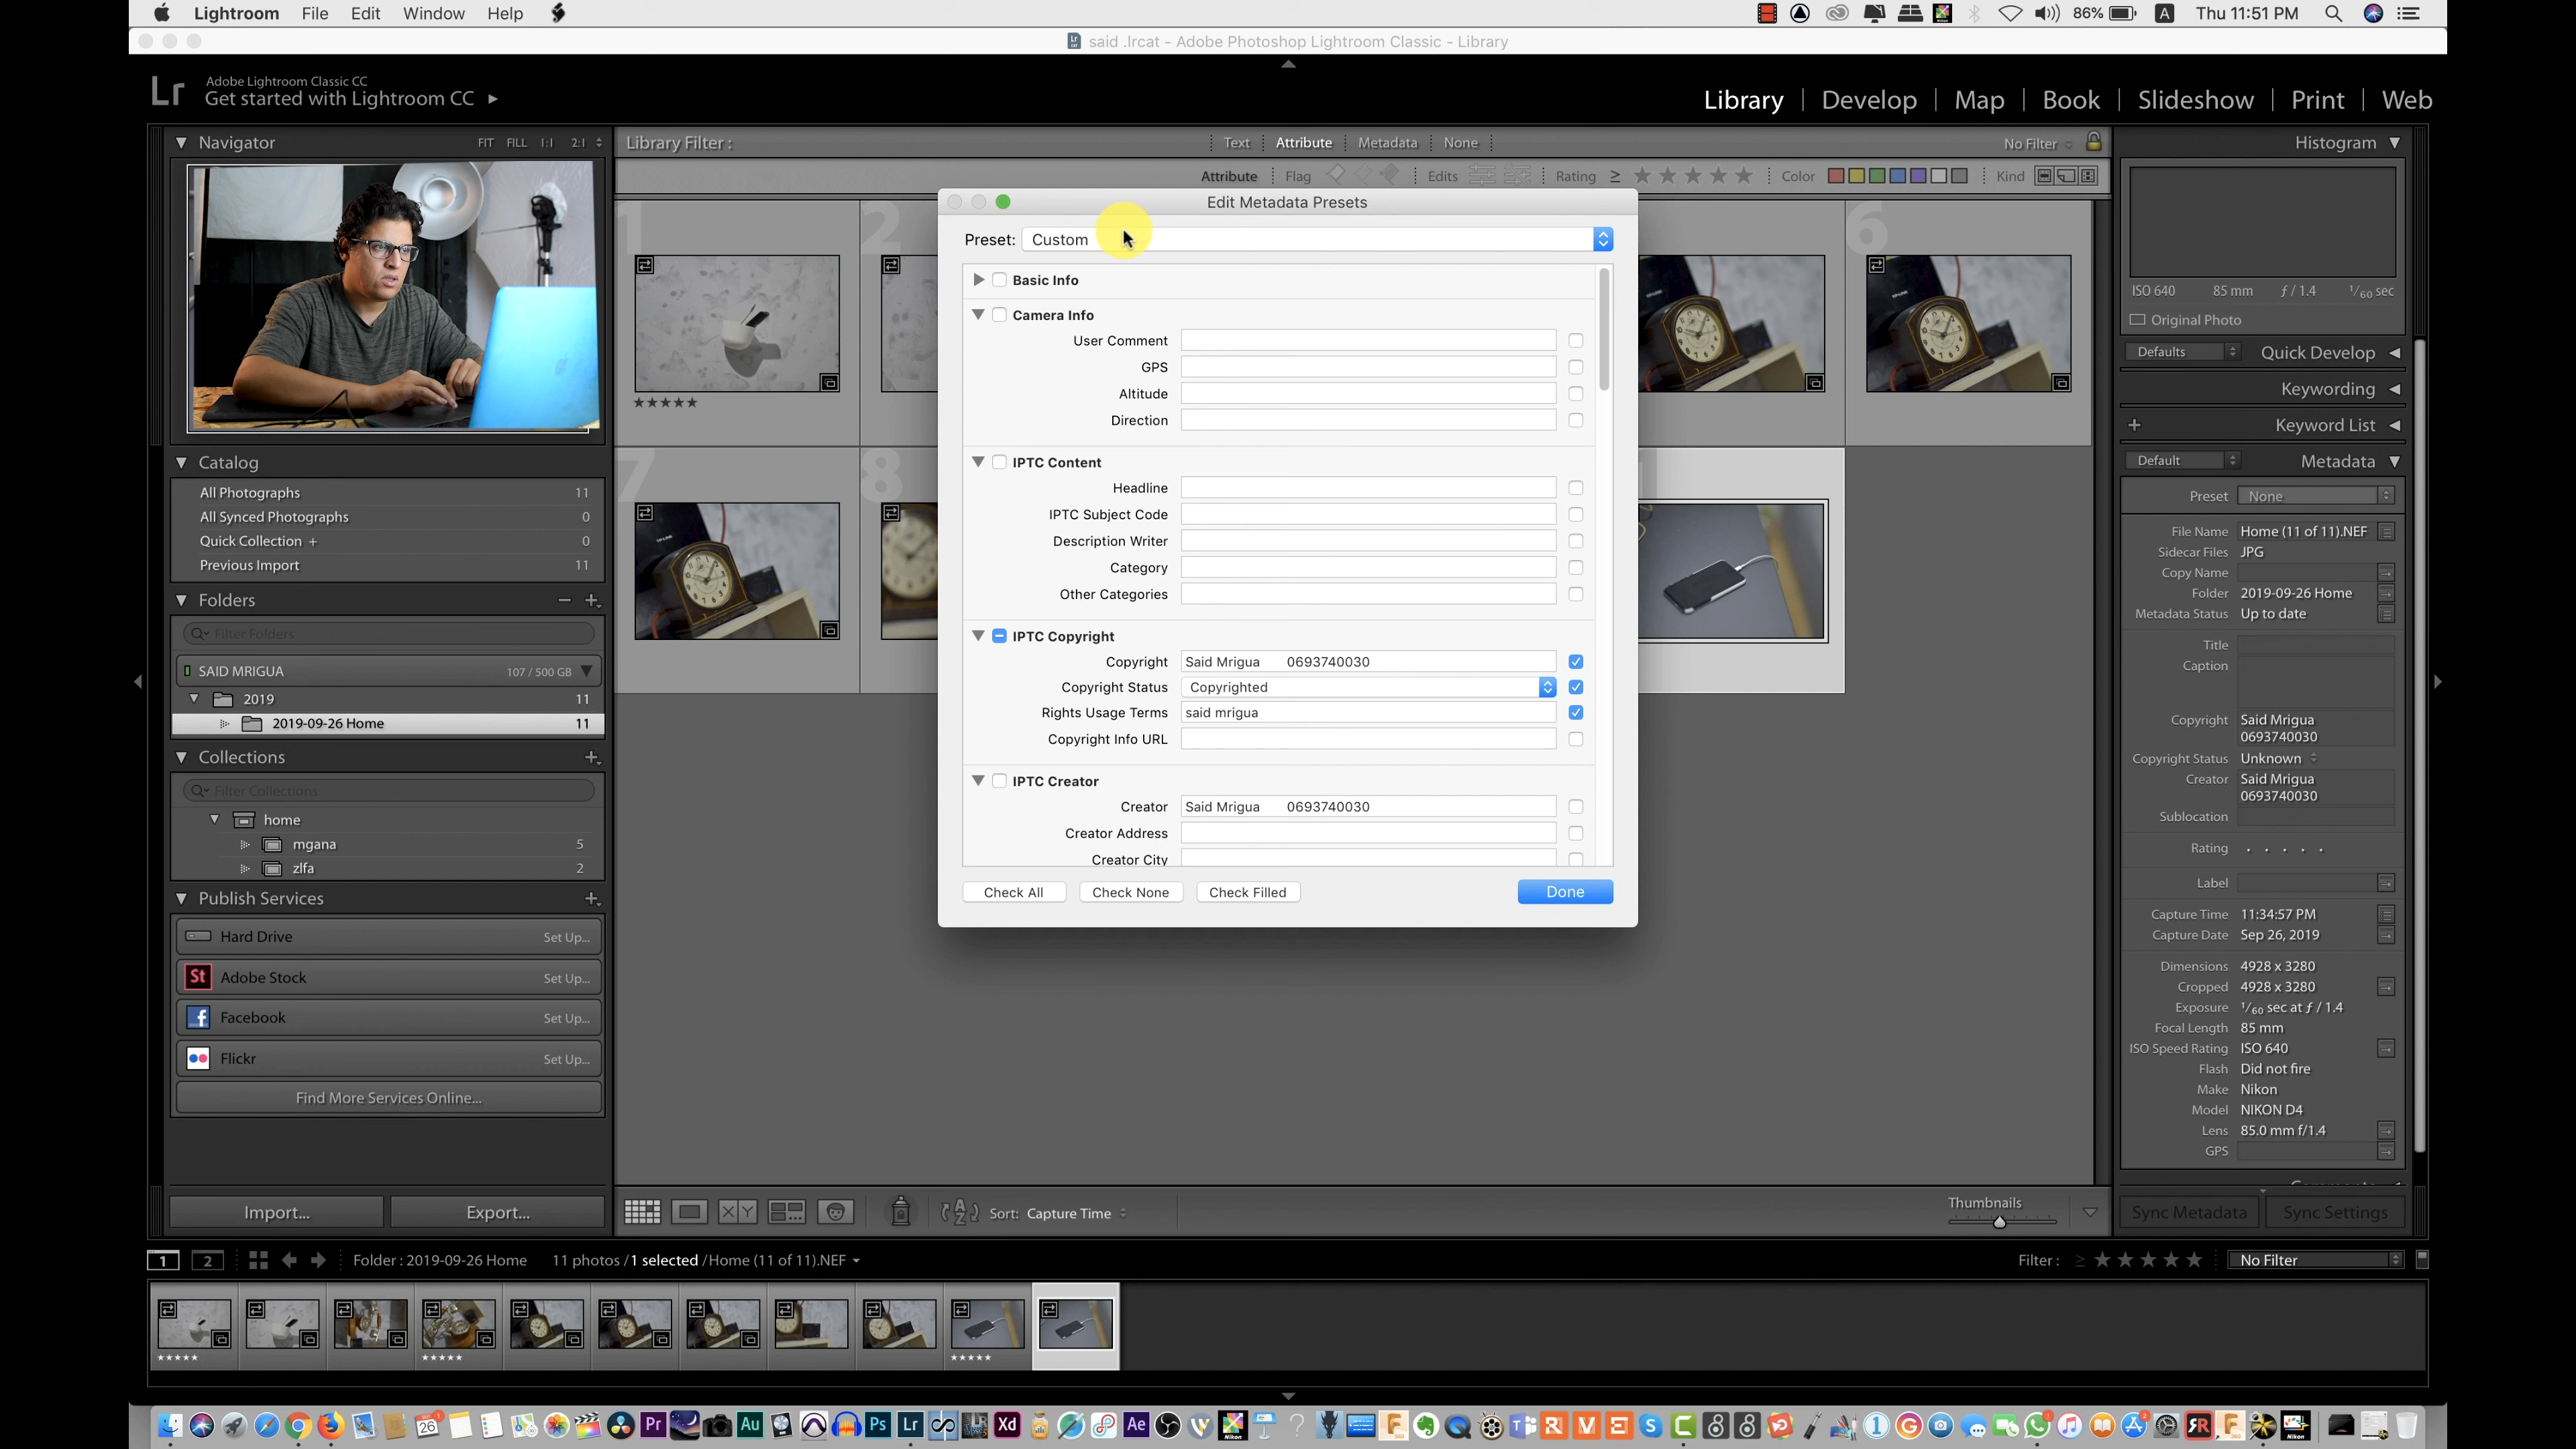 Lightroom File Edit Window Help
86% A Thu 11:51 PM
said .lrcat - Adobe Photoshop Lightroom Classic - Library
Lr Adobe Lightroom Classic CC
Get started with Lightroom CC
Library Develop Map Book Slideshow Print Web
Navigator FIT FILL 1:1 2:1
Library Filter : Text Attribute Metadata None No Filter
Histogram
Attribute Flag Edits Rating ≥ ★★★★★ Color Kind
Edit Metadata Presets
Preset: Custom
Basic Info
Camera Info
User Comment
GPS
Altitude
Direction
IPTC Content
Headline
IPTC Subject Code
Description Writer
Category
Other Categories
IPTC Copyright
Copyright Said Mrigua 0693740030
Copyright Status Copyrighted
Rights Usage Terms said mrigua
Copyright Info URL
IPTC Creator
Creator Said Mrigua 0693740030
Creator Address
Creator City
Check All Check None Check Filled Done
1 2 6
★★★★★
7 8
Catalog
All Photographs 11
All Synced Photographs 0
Quick Collection + 0
Previous Import 11
Folders
Filter Folders
SAID MRIGUA 107 / 500 GB
2019 11
2019-09-26 Home 11
Collections
Filter Collections
home
mgana 5
zlfa 2
Publish Services
Hard Drive Set Up...
St Adobe Stock Set Up...
Facebook Set Up...
Flickr Set Up...
Find More Services Online...
Import... Export...
XY Sort: Capture Time
Thumbnails
ISO 640 85 mm ƒ / 1.4 1/60 sec
Original Photo
Defaults Quick Develop
Keywording
Keyword List
Default Metadata
Preset None
File Name Home (11 of 11).NEF
Sidecar Files JPG
Copy Name
Folder 2019-09-26 Home
Metadata Status Up to date
Title
Caption
Copyright Said Mrigua
0693740030
Copyright Status Unknown
Creator Said Mrigua
0693740030
Sublocation
Rating . . . . .
Label
Capture Time 11:34:57 PM
Capture Date Sep 26, 2019
Dimensions 4928 x 3280
Cropped 4928 x 3280
Exposure 1/60 sec at ƒ / 1.4
Focal Length 85 mm
ISO Speed Rating ISO 640
Flash Did not fire
Make Nikon
Model NIKON D4
Lens 85.0 mm f/1.4
GPS
Sync Metadata Sync Settings
1 2 Folder : 2019-09-26 Home 11 photos / 1 selected / Home (11 of 11).NEF
Filter : ≥ ★★★★★ No Filter
★★★★★ ★★★★★ ★★★★★
26 Pr Au Ps Lr Xd Ae